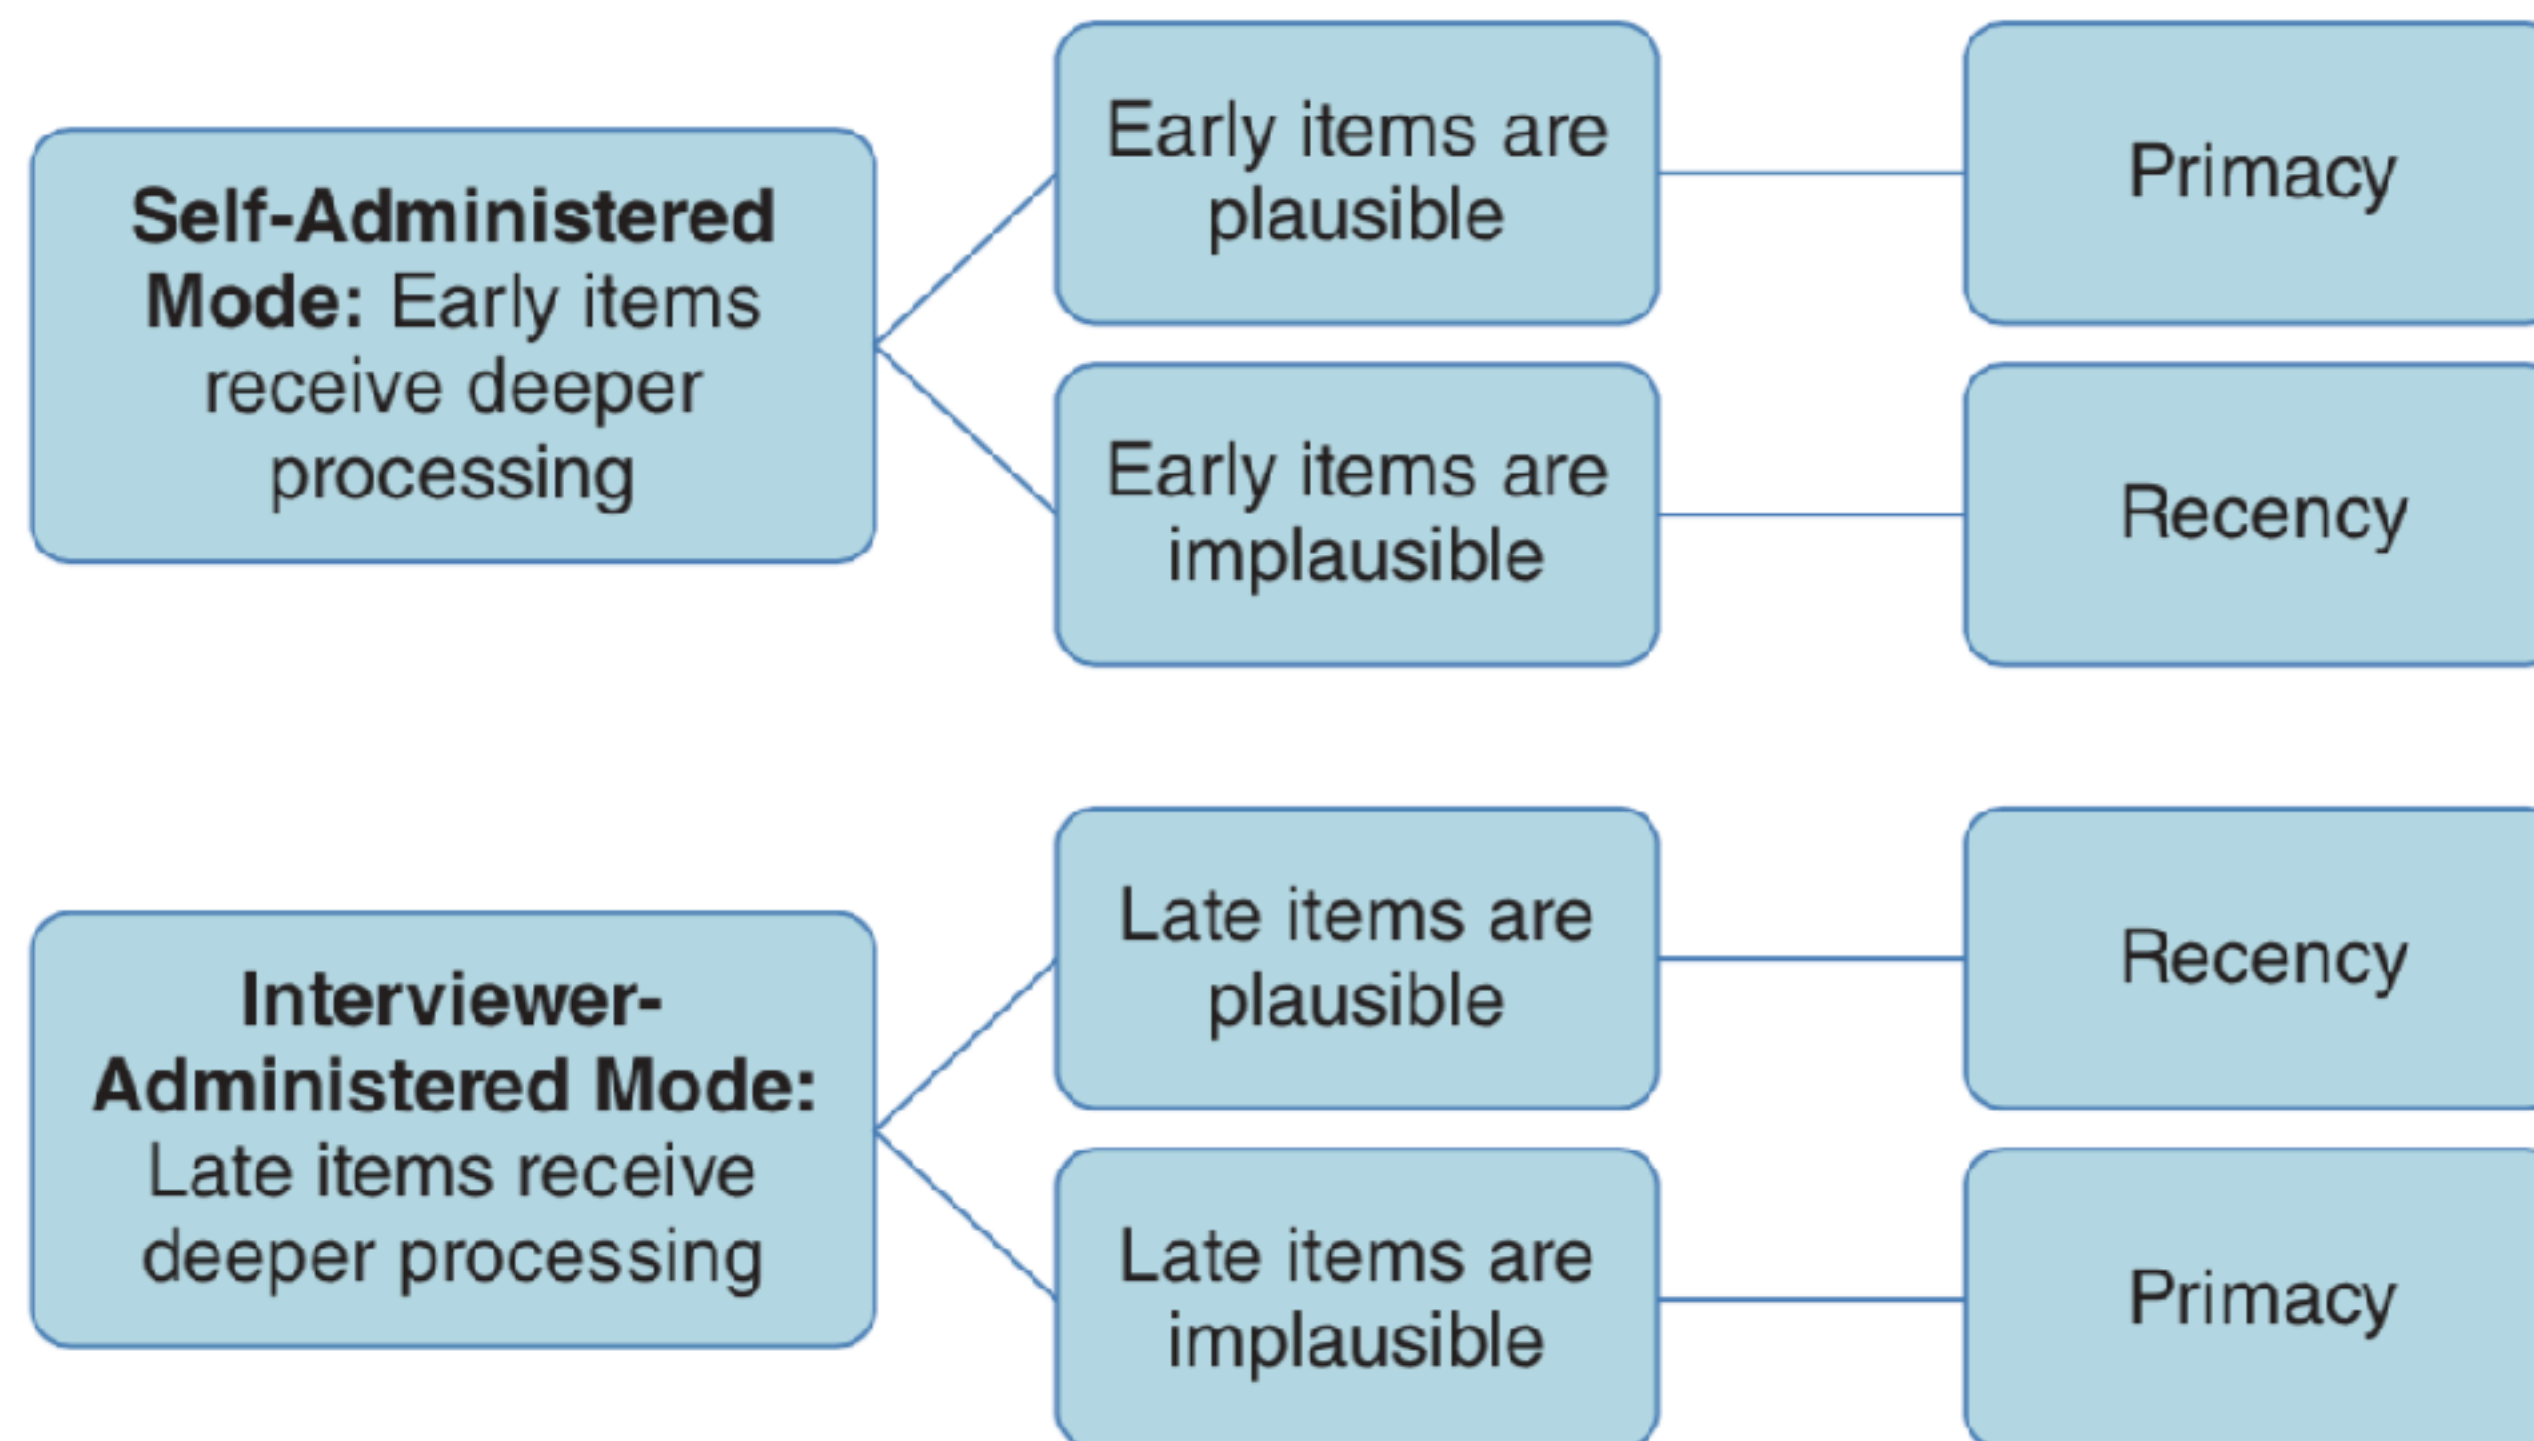 Self-Administered
Mode: Early items
receive deeper
processing
Early items are
plausible
Primacy
Early items are
implausible
Recency
Interviewer-
Administered Mode:
Late items receive
deeper processing
Late items are
plausible
Recency
Late items are
implausible
Primacy